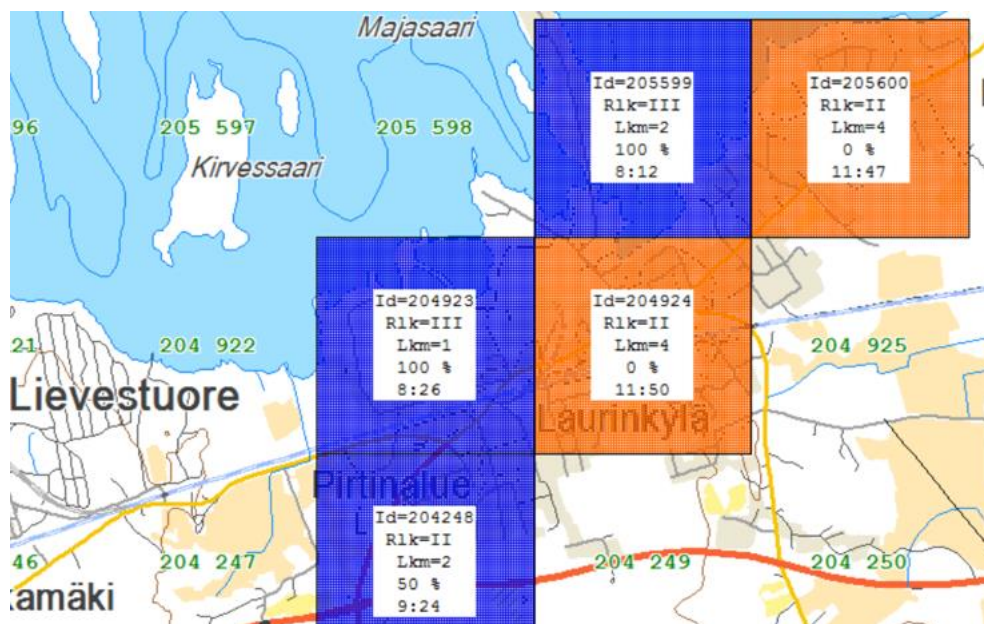 Majasaari
Id=205599
Rlk=III
Lkm=2
100 %
8:12
Id=205600
Rlk=II
Lkm=4
0 %
11:47
96
205 597
205 598
Kirvessaari
Id=204923
Rlk=III
Lkm=1
100 %
8:26
Id=204924
Rlk=II
Lkm=4
0 %
11:50
21
204 922
204 925
Lievestuore
Laurinkylä
Pirtinalue
Id=204248
Rlk=II
Lkm=2
50 %
9:24
46
204 247
204 249
204 250
kamäki